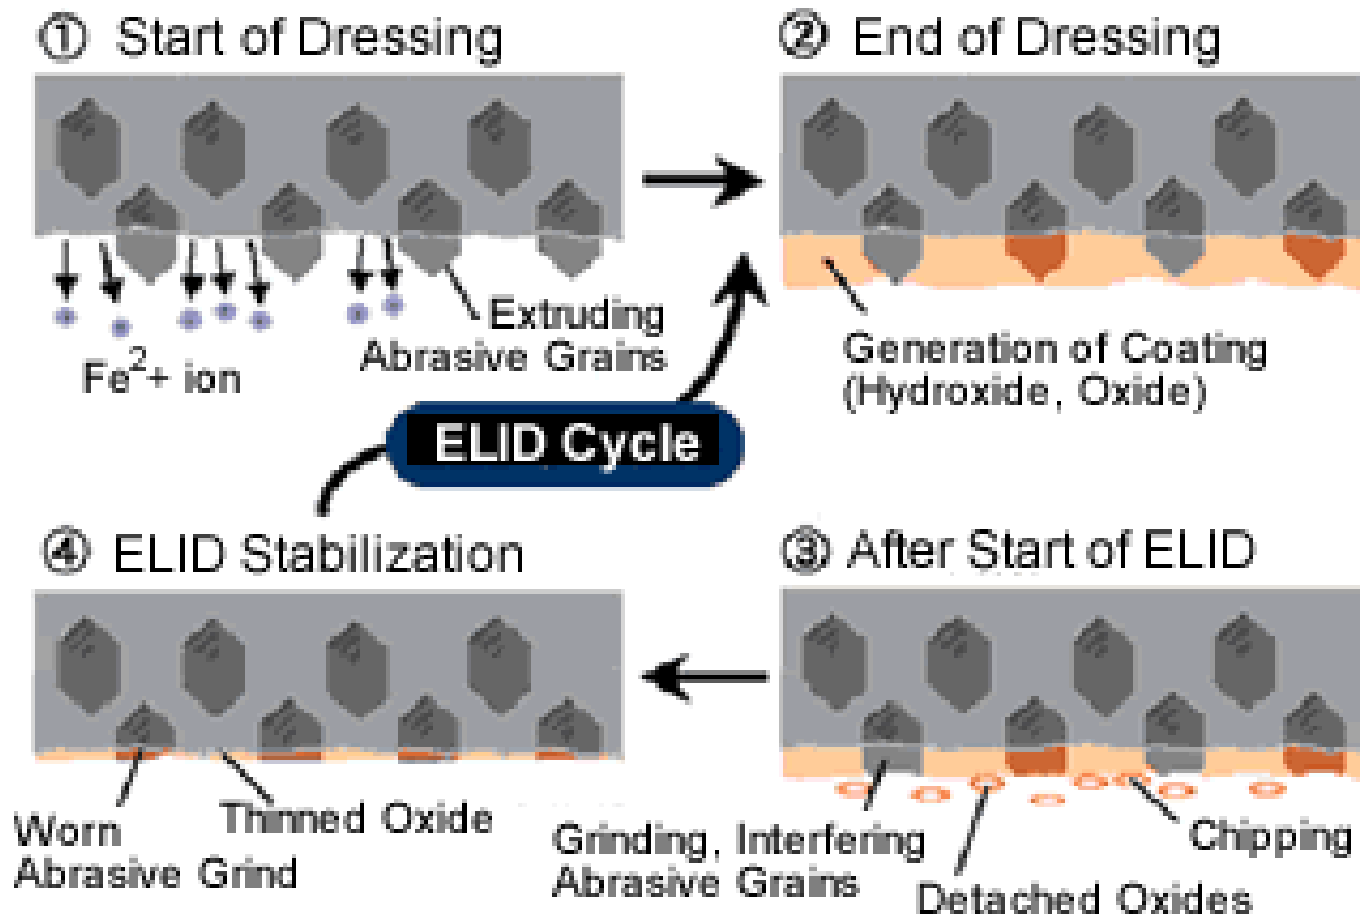 ① Start of Dressing
② End of Dressing
Extruding
Abrasive Grains
Fe2+ ion
Generation of Coating
(Hydroxide, Oxide)
ELID Cycle
④ ELID Stabilization
③ After Start of ELID
Worn
Abrasive Grind
Thinned Oxide
Grinding, Interfering
Abrasive Grains
Chipping
Detached Oxides